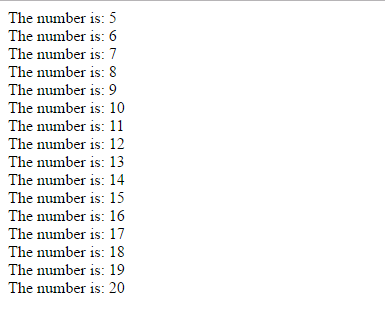 The number is: 5
The number is: 6
The number is: 7
The number is: 8
The number is: 9
The number is: 10
The number is: 11
The number is: 12
The number is: 13
The number is: 14
The number is: 15
The number is: 16
The number is: 17
The number is: 18
The number is: 19
The number is: 20